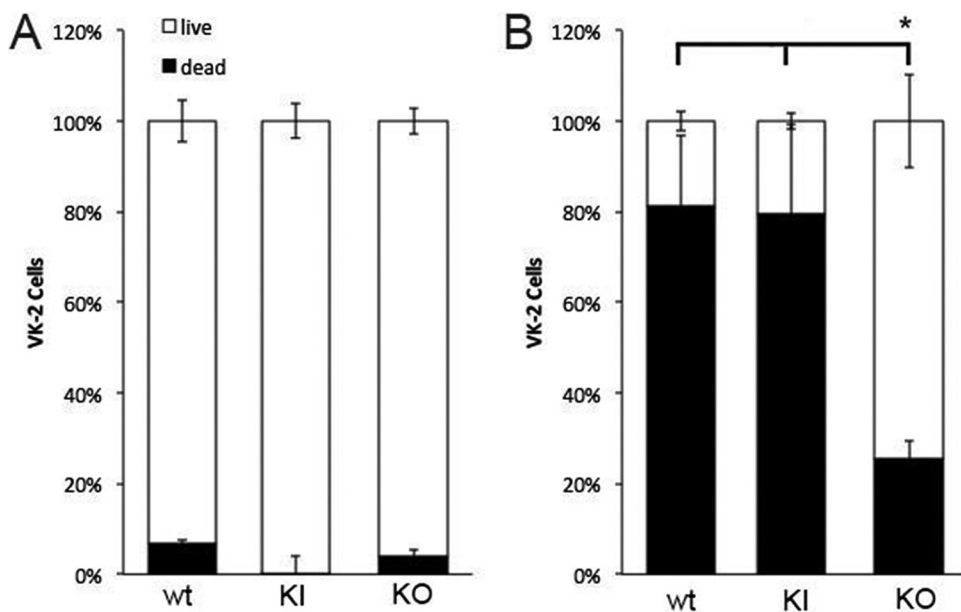 A
120%
100%
80%
60%
40%
20%
0%
VK-2 Cells
live
dead
wt
KI
KO
B
*
120%
100%
80%
60%
40%
20%
0%
VK-2 Cells
wt
KI
KO